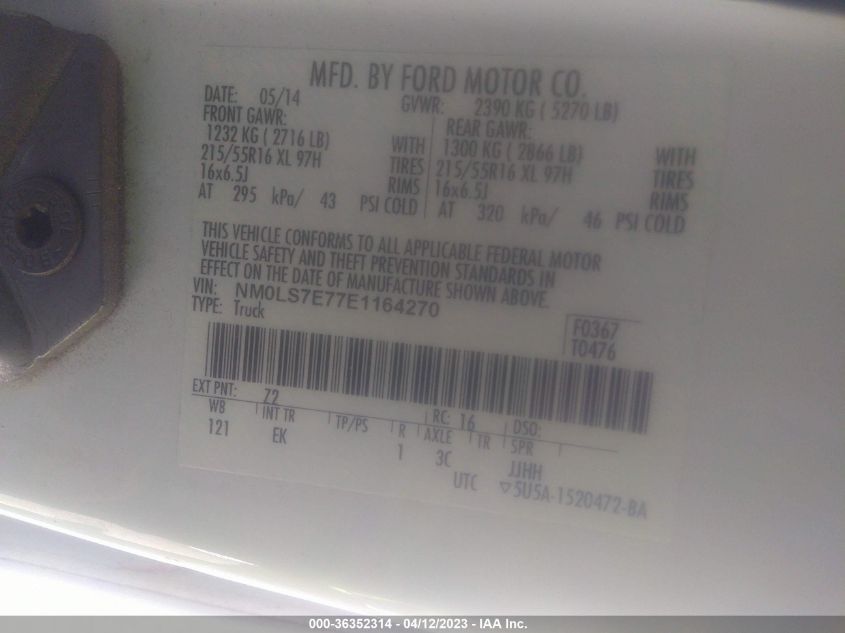 MFD. BY FORD MOTOR CO.
DATE: 05/14 GVWR: 2390 KG ( 5270 LB)
FRONT GAWR: REAR GAWR:
1232 KG ( 2716 LB) WITH 1300 KG ( 2866 LB) WITH
215/55R16 XL 97H TIRES 215/55R16 XL 97H TIRES
16x6.5J RIMS 16x6.5J RIMS
AT 295 kPa/ 43 PSI COLD AT 320 kPa/ 46 PSI COLD
THIS VEHICLE CONFORMS TO ALL APPLICABLE FEDERAL MOTOR
VEHICLE SAFETY AND THEFT PREVENTION STANDARDS IN
EFFECT ON THE DATE OF MANUFACTURE SHOWN ABOVE.
VIN: NM0LS7E77E1164270
TYPE: Truck
F0367
T0476
EXT PNT: Z2 RC: 16 DSO:
WB INT TR TP/PS R AXLE TR SPR
121 EK 1 3C JJHH
UTC ▽5U5A-1520472-BA
000-36352314 - 04/12/2023 - IAA Inc.